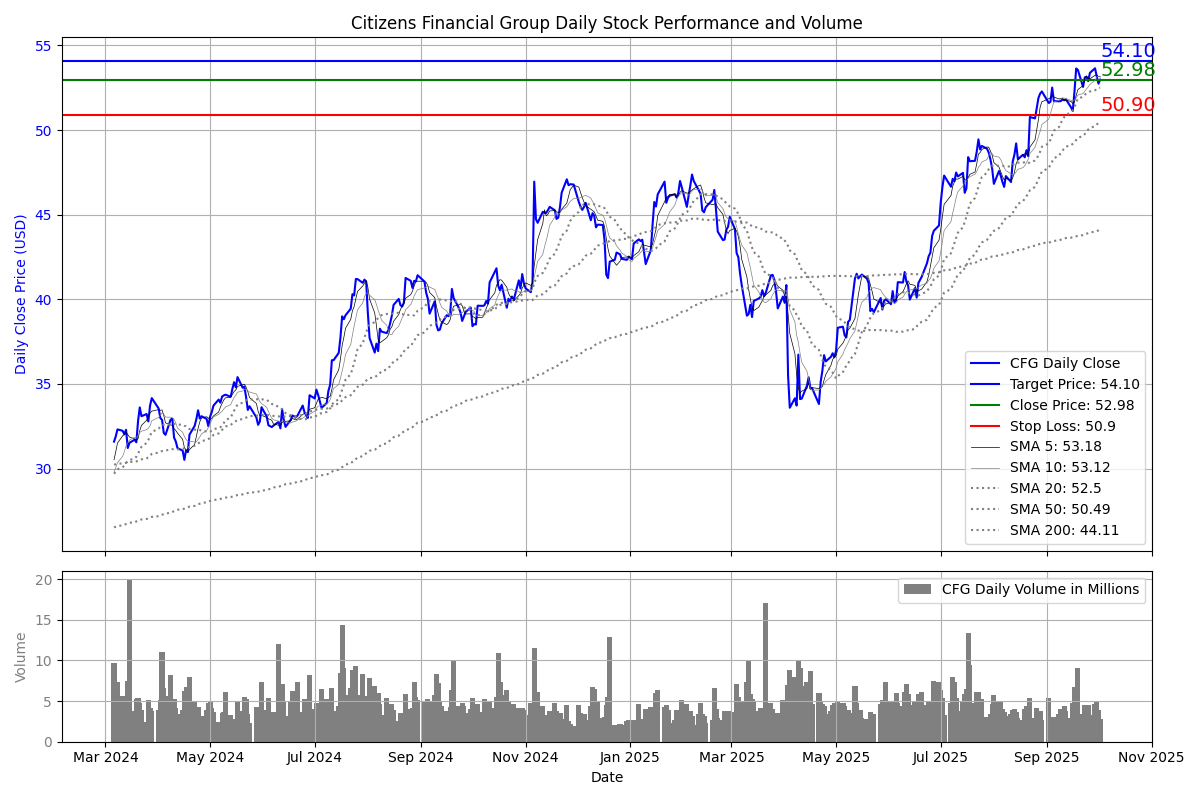 Citizens Financial Group Daily Stock Performance and Volume
55
54.10
52.98
50.90
50
45
40
35
30
Daily Close Price (USD)
CFG Daily Close
Target Price: 54.10
Close Price: 52.98
Stop Loss: 50.9
SMA 5: 53.18
SMA 10: 53.12
SMA 20: 52.5
SMA 50: 50.49
SMA 200: 44.11
20
15
10
5
0
Volume
CFG Daily Volume in Millions
Mar 2024 May 2024 Jul 2024 Sep 2024 Nov 2024 Jan 2025 Mar 2025 May 2025 Jul 2025 Sep 2025 Nov 2025
Date